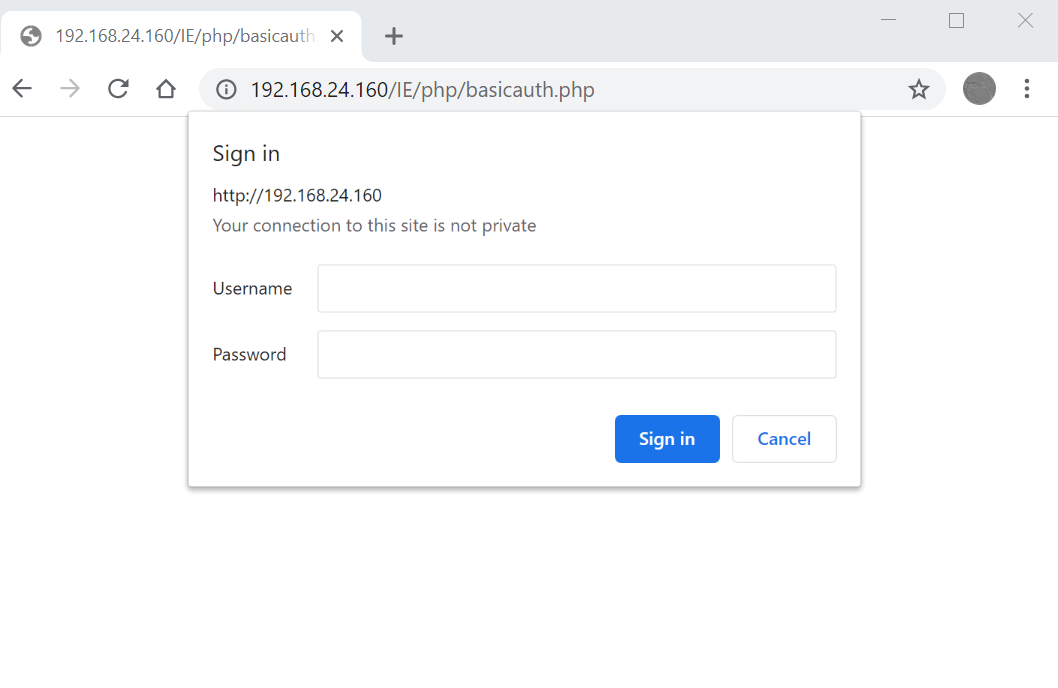 192.168.24.160/IE/php/basicauth.
192.168.24.160/IE/php/basicauth.php
Sign in
http://192.168.24.160
Your connection to this site is not private
Username
Password
Sign in
Cancel